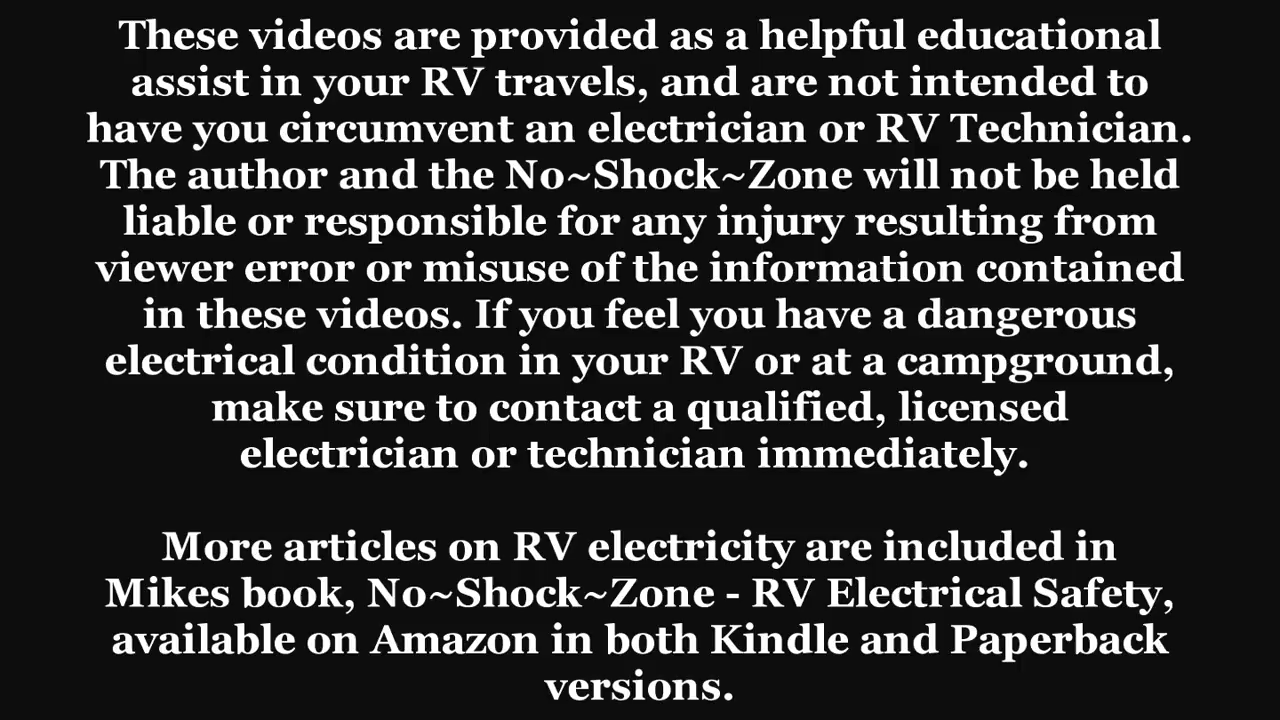 These videos are provided as a helpful educational
assist in your RV travels, and are not intended to
have you circumvent an electrician or RV Technician.
The author and the No~Shock~Zone will not be held
liable or responsible for any injury resulting from
viewer error or misuse of the information contained
in these videos. If you feel you have a dangerous
electrical condition in your RV or at a campground,
make sure to contact a qualified, licensed
electrician or technician immediately.
More articles on RV electricity are included in
Mikes book, No~Shock~Zone - RV Electrical Safety,
available on Amazon in both Kindle and Paperback
versions.